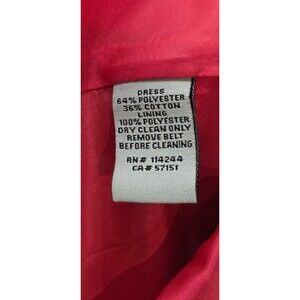 DRESS
64% POLYESTER
36% COTTON
LINING
100% POLYESTER
DRY CLEAN ONLY
REMOVE BELT
BEFORE CLEANING
RN# 114244
CA# 57151